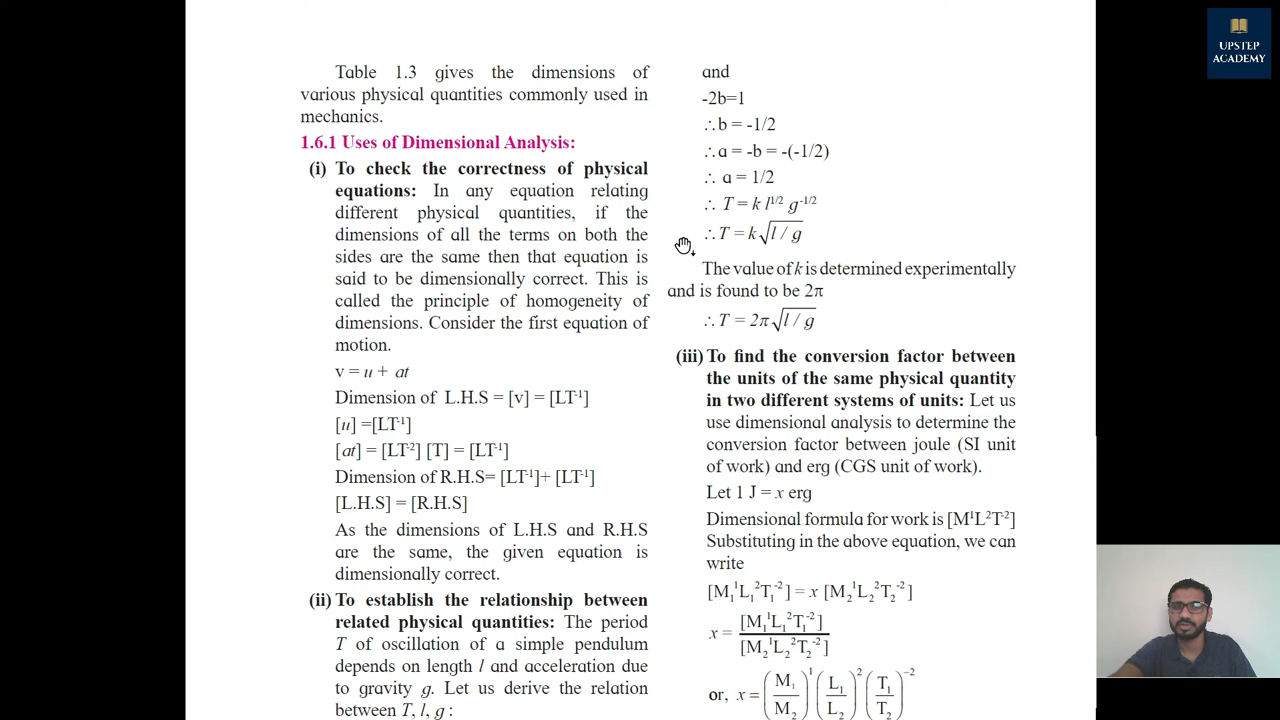 Table 1.3 gives the dimensions of
various physical quantities commonly used in
mechanics.
1.6.1 Uses of Dimensional Analysis:
(i) To check the correctness of physical
equations: In any equation relating
different physical quantities, if the
dimensions of all the terms on both the
sides are the same then that equation is
said to be dimensionally correct. This is
called the principle of homogeneity of
dimensions. Consider the first equation of
motion.
v = u + at
Dimension of L.H.S = [v] = [LT⁻¹]
[u] =[LT⁻¹]
[at] = [LT⁻²] [T] = [LT⁻¹]
Dimension of R.H.S= [LT⁻¹]+ [LT⁻¹]
[L.H.S] = [R.H.S]
As the dimensions of L.H.S and R.H.S
are the same, the given equation is
dimensionally correct.
(ii) To establish the relationship between
related physical quantities: The period
T of oscillation of a simple pendulum
depends on length l and acceleration due
to gravity g. Let us derive the relation
between T, l, g :
and
-2b=1
∴b = -1/2
∴a = -b = -(-1/2)
∴ a = 1/2
∴ T = k l¹ᐟ² g⁻¹ᐟ²
∴T = k√l / g
The value of k is determined experimentally
and is found to be 2π
∴T = 2π√l / g
(iii) To find the conversion factor between
the units of the same physical quantity
in two different systems of units: Let us
use dimensional analysis to determine the
conversion factor between joule (SI unit
of work) and erg (CGS unit of work).
Let 1 J = x erg
Dimensional formula for work is [M¹L²T⁻²]
Substituting in the above equation, we can
write
[M₁¹L₁²T₁⁻²] = x [M₂¹L₂²T₂⁻²]
x = [M₁¹L₁²T₁⁻²] / [M₂¹L₂²T₂⁻²]
or, x = (M₁/M₂)¹ (L₁/L₂)² (T₁/T₂)⁻²
UPSTEP
ACADEMY